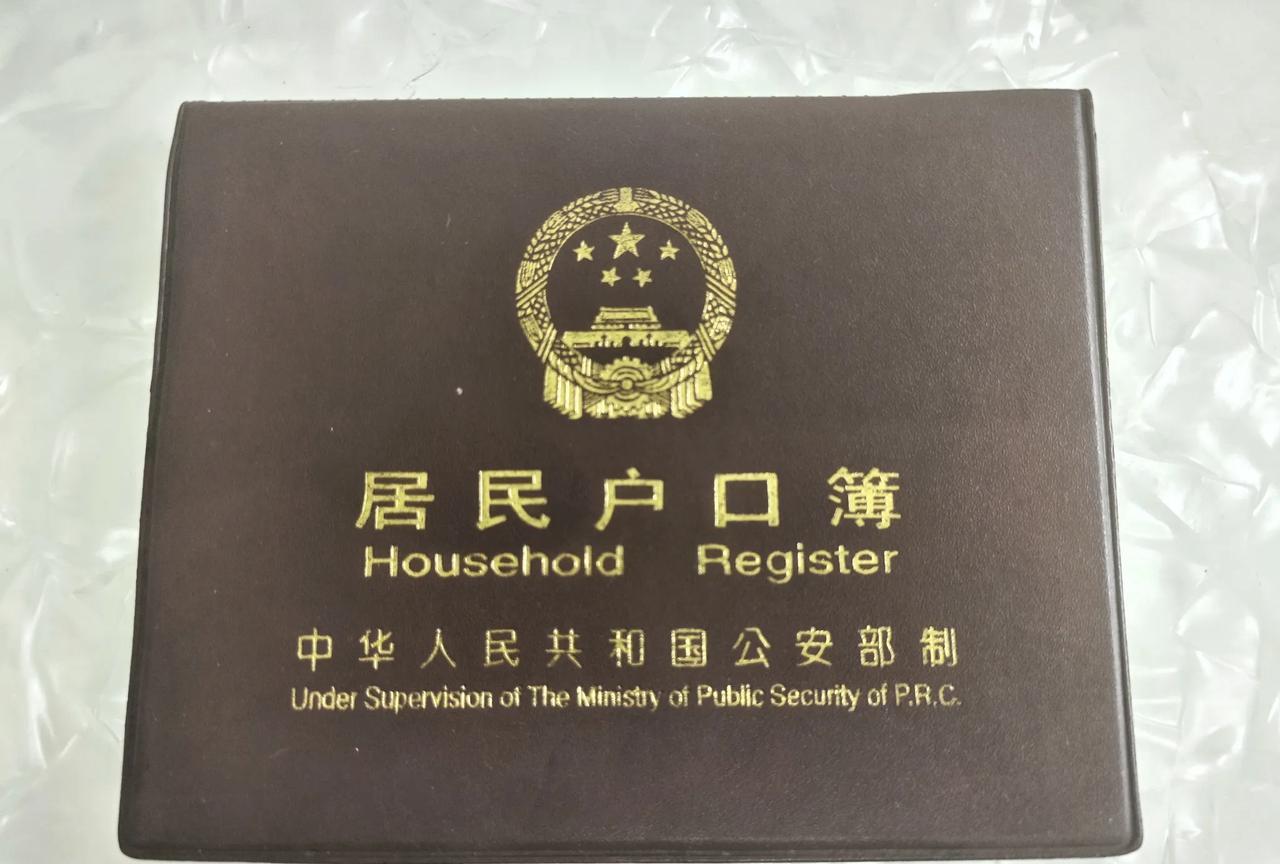 居民户口簿
Household Register
中华人民共和国公安部制
Under Supervision of The Ministry of Public Security of P.R.C.